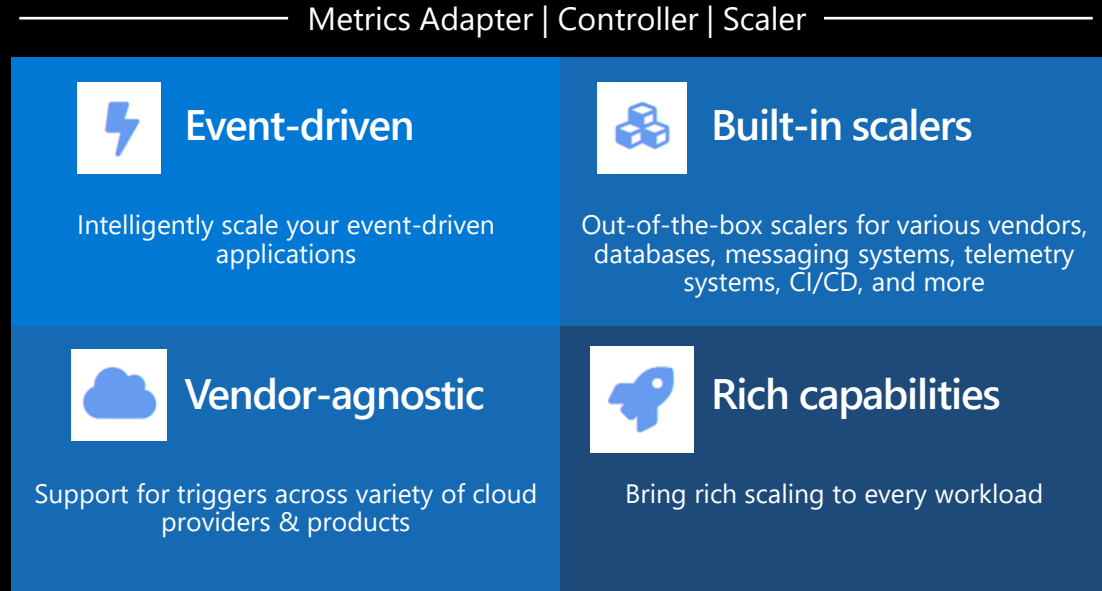 Metrics Adapter | Controller | Scaler
Event-driven
Intelligently scale your event-driven
applications
Built-in scalers
Out-of-the-box scalers for various vendors,
databases, messaging systems, telemetry
systems, CI/CD, and more
Vendor-agnostic
Support for triggers across variety of cloud
providers & products
Rich capabilities
Bring rich scaling to every workload